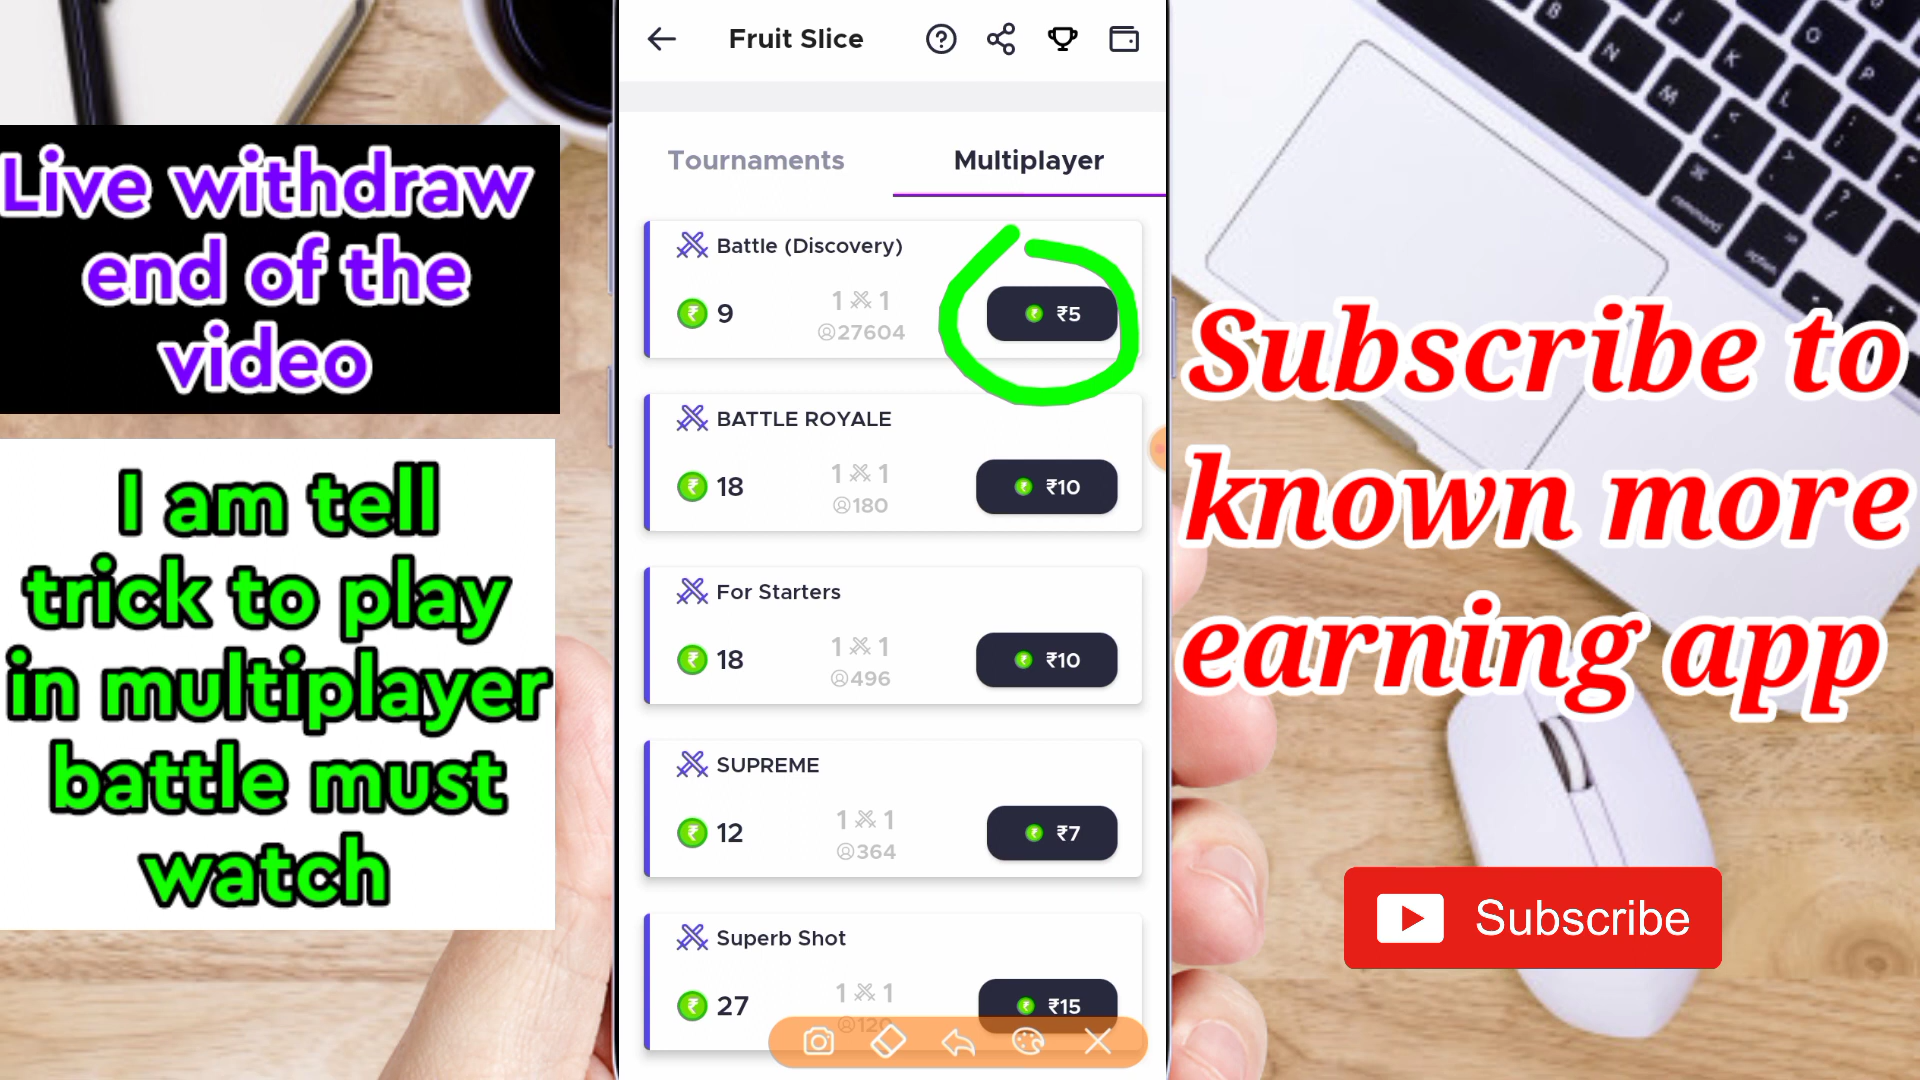 Live withdraw
end of the
video
I am tell
trick to play
in multiplayer
battle must
watch
Fruit Slice
Tournaments
Multiplayer
Battle (Discovery)
₹ 9
1 1
27604
₹ ₹5
BATTLE ROYALE
₹ 18
1 1
180
₹ ₹10
For Starters
₹ 18
1 1
496
₹ ₹10
SUPREME
₹ 12
1 1
364
₹ ₹7
Superb Shot
₹ 27
1 1
₹ ₹15
Subscribe to
known more
earning app
Subscribe
B
J
O
N
K
P
M
L
command
option